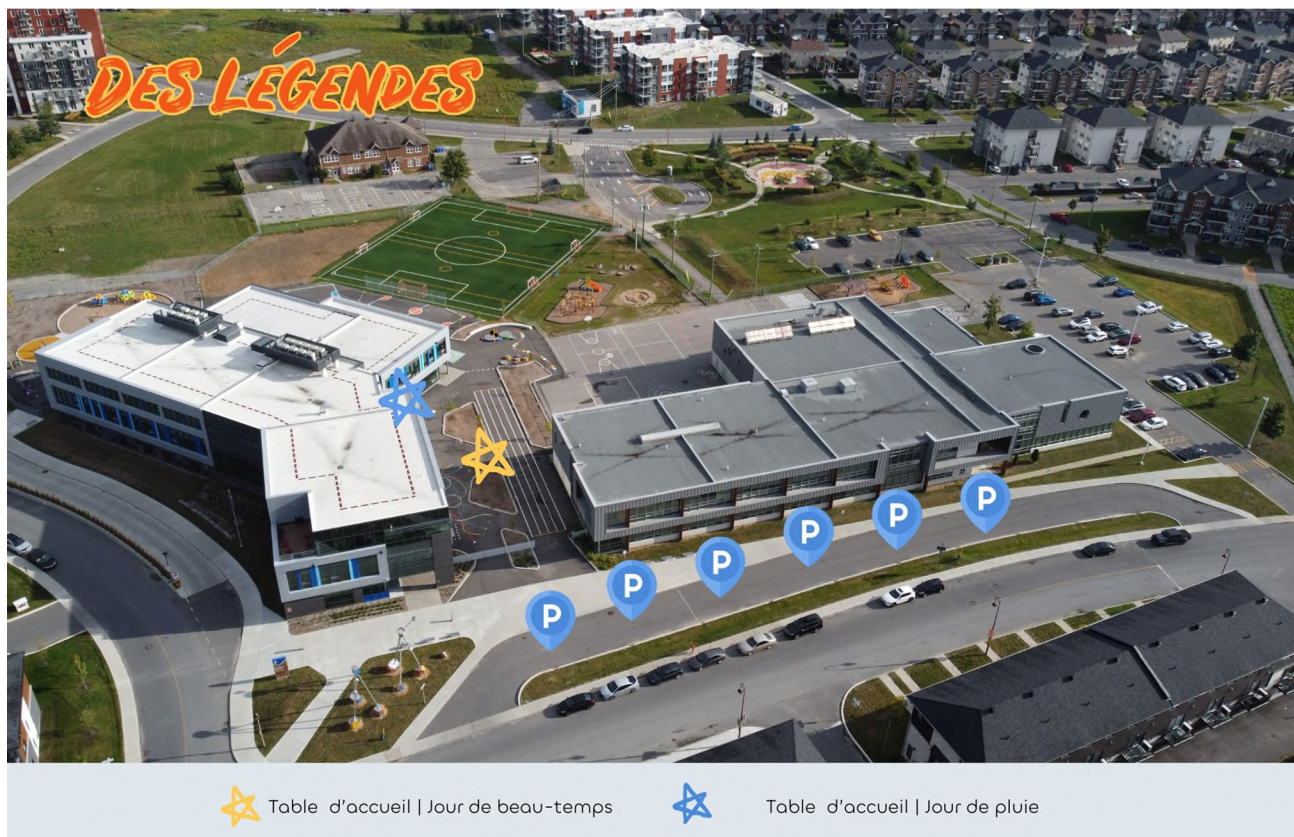 DES LÉGENDES
P
P
P
P
P
P
Table d'accueil | Jour de beau-temps
Table d'accueil | Jour de pluie